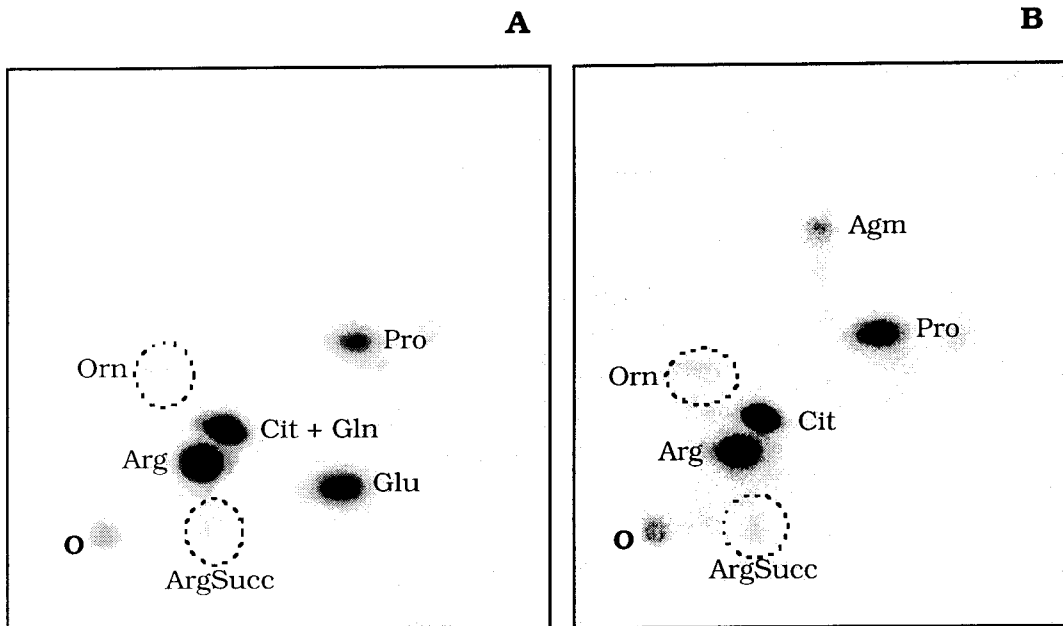 A
Pro
Orn
Cit + Gln
Arg
Glu
O
ArgSucc
B
Agm
Pro
Orn
Cit
Arg
O
ArgSucc